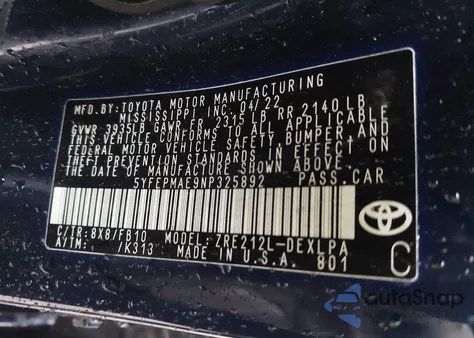 MFD.BY:TOYOTA MOTOR MANUFACTURING
MISSISSIPPI INC.04/22
GVWR 3935LB GAWR FR 2315 LB RR 2140 LB
THIS VEHICLE CONFORMS TO ALL APPLICABLE
FEDERAL MOTOR VEHICLE SAFETY, BUMPER, AND
THEFT PREVENTION STANDARDS IN EFFECT ON
THE DATE OF MANUFACTURE SHOWN ABOVE.
5YFEPMAE9NP325892 PASS.CAR
C/TR:8X8/FB10 MODEL:ZRE212L-DEXLPA
A/TM: /K313 MADE IN U.S.A. 801
C
autoSnap